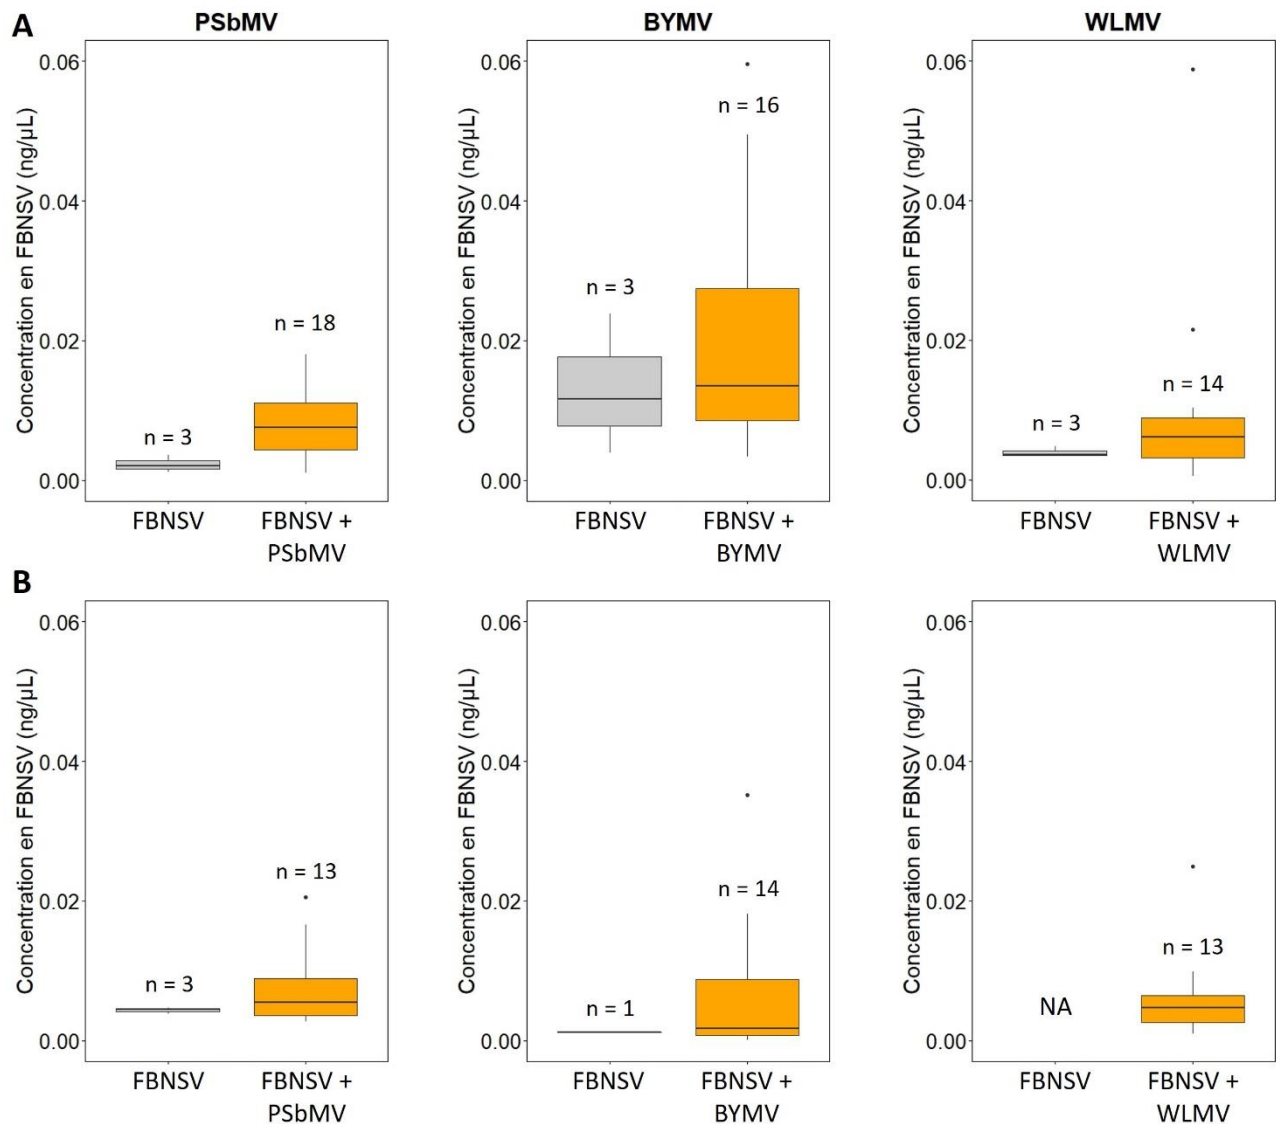 A
PSbMV
BYMV
WLMV
Concentration en FBNSV (ng/µL)
0.06
0.04
0.02
0.00
n = 3
n = 18
FBNSV
FBNSV +
PSbMV
Concentration en FBNSV (ng/µL)
0.06
0.04
0.02
0.00
n = 3
n = 16
FBNSV
FBNSV +
BYMV
Concentration en FBNSV (ng/µL)
0.06
0.04
0.02
0.00
n = 3
n = 14
FBNSV
FBNSV +
WLMV
B
Concentration en FBNSV (ng/µL)
0.06
0.04
0.02
0.00
n = 3
n = 13
FBNSV
FBNSV +
PSbMV
Concentration en FBNSV (ng/µL)
0.06
0.04
0.02
0.00
n = 1
n = 14
FBNSV
FBNSV +
BYMV
Concentration en FBNSV (ng/µL)
0.06
0.04
0.02
0.00
NA
n = 13
FBNSV
FBNSV +
WLMV